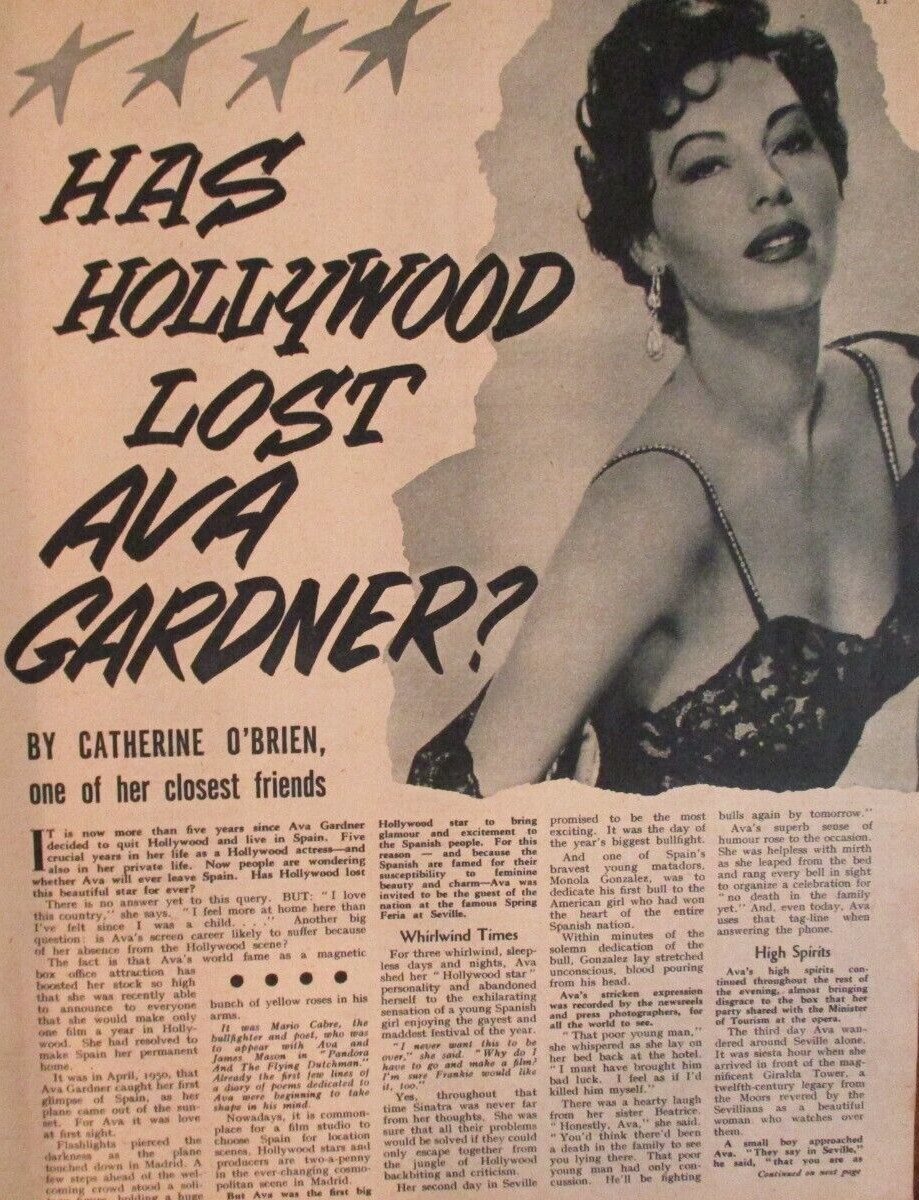 HAS
HOLLYWOOD
LOST
AVA
GARDNER?
BY CATHERINE O'BRIEN,
one of her closest friends
IT is now more than five years since Ava Gardner
decided to quit Hollywood and live in Spain. Five
crucial years in her life as a Hollywood actress—and
also in her private life. Now people are wondering
whether Ava will ever leave Spain. Has Hollywood lost
this beautiful star for ever?
There is no answer yet to this query. BUT: "I love
this country," she says. "I feel more at home here than
I've felt since I was a child. . . ." Another big
question: is Ava's screen career likely to suffer because
of her absence from the Hollywood scene?
The fact is that Ava's world fame as a magnetic
box office attraction has
boosted her stock so high
that she was recently able
to announce to everyone
that she would make only
one film a year in Holly-
wood. She had resolved to
make Spain her permanent
home.
It was in April, 1950, that
Ava Gardner caught her first
glimpse of Spain, as her
plane came out of the sun-
set. For Ava it was love
at first sight.
Flashlights pierced the
darkness as the plane
touched down in Madrid. A
few steps ahead of the wel-
coming crowd stood a soli-
holding a huge
bunch of yellow roses in his
arms.
It was Mario Cabre, the
bullfighter and poet, who was
to appear with Ava and
James Mason in "Pandora
And The Flying Dutchman."
Already the first few lines of
a diary of poems dedicated to
Ava were beginning to take
shape in his mind.
Nowadays, it is common-
place for a film studio to
choose Spain for location
scenes. Hollywood stars and
producers are two-a-penny
in the ever-changing cosmo-
politan scene in Madrid.
But Ava was the first big
Hollywood star to bring
glamour and excitement to
the Spanish people. For this
reason — and because the
Spanish are famed for their
susceptibility to feminine
beauty and charm—Ava was
invited to be the guest of the
nation at the famous Spring
Feria at Seville.
Whirlwind Times
For three whirlwind, sleep-
less days and nights, Ava
shed her "Hollywood star"
personality and abandoned
herself to the exhilarating
sensation of a young Spanish
girl enjoying the gayest and
maddest festival of the year.
"I never want this to be
over," she said. "Why do I
have to go and make a film?
I'm sure Frankie would like
it, too."
Yes, throughout that
time Sinatra was never far
from her thoughts. She was
sure that all their problems
would be solved if they could
only escape together from
the jungle of Hollywood
backbiting and criticism.
Her second day in Seville
promised to be the most
exciting. It was the day of
the year's biggest bullfight.
And one of Spain's
bravest young matadors,
Monola Gonzalez, was to
dedicate his first bull to the
American girl who had won
the heart of the entire
Spanish nation.
Within minutes of the
solemn dedication of the
bull, Gonzalez lay stretched
unconscious, blood pouring
from his head.
Ava's stricken expression
was recorded by the newsreels
and press photographers, for
all the world to see.
"That poor young man,"
she whispered as she lay on
her bed back at the hotel.
"I must have brought him
bad luck. I feel as if I'd
killed him myself."
There was a hearty laugh
from her sister Beatrice.
"Honestly, Ava," she said.
"You'd think there'd been
a death in the family to see
you lying there. That poor
young man had only con-
cussion. He'll be fighting
bulls again by tomorrow."
Ava's superb sense of
humour rose to the occasion.
She was helpless with mirth
as she leaped from the bed
and rang every bell in sight
to organize a celebration for
"no death in the family
yet." And, even today, Ava
uses that tag-line when
answering the phone.
High Spirits
Ava's high spirits con-
tinued throughout the rest of
the evening, almost bringing
disgrace to the box that her
party shared with the Minister
of Tourism at the opera.
The third day Ava wan-
dered around Seville alone.
It was siesta hour when she
arrived in front of the mag-
nificent Giralda Tower, a
twelfth-century legacy from
the Moors revered by the
Sevillians as a beautiful
woman who watches over
them.
A small boy approached
Ava. "They say in Seville,"
he said, "that you are as
Continued on next page